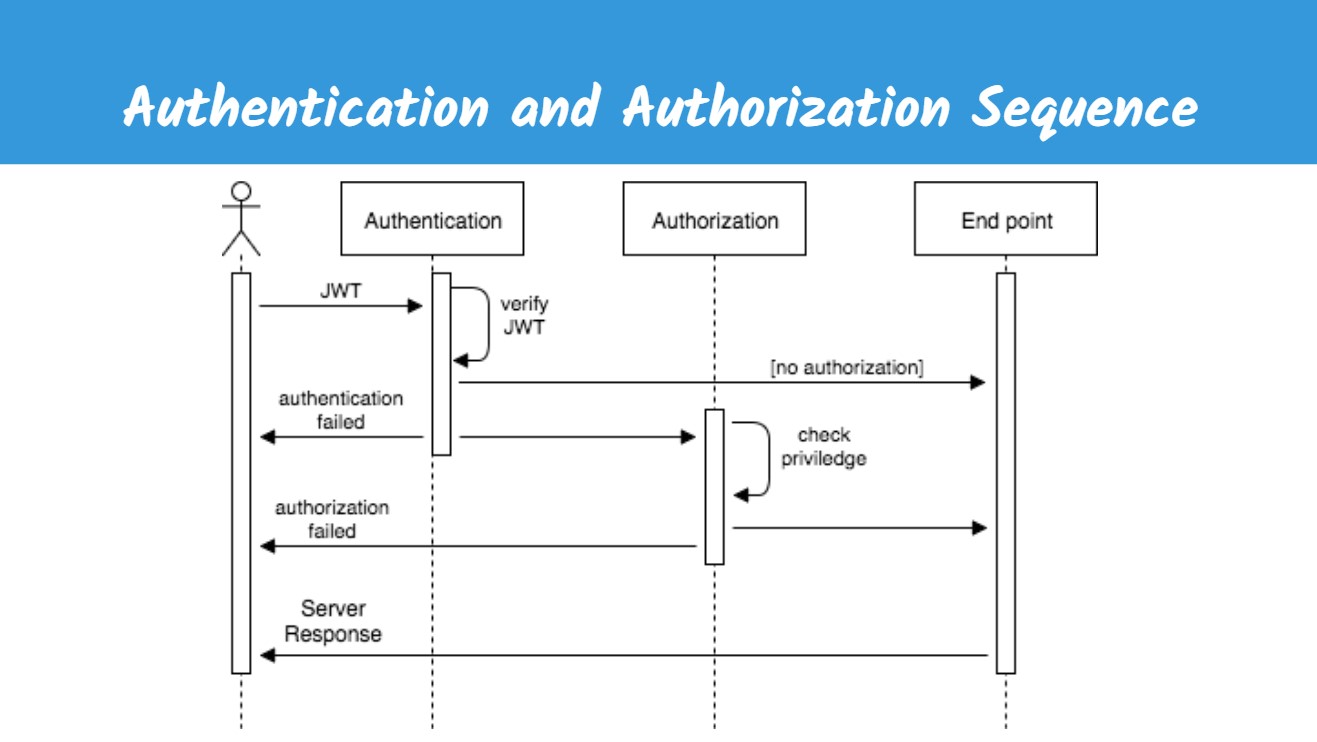 Authentication and Authorization Sequence
Authentication
Authorization
End point
JWT
verify
JWT
[no authorization]
authentication
failed
check
priviledge
authorization
failed
Server
Response